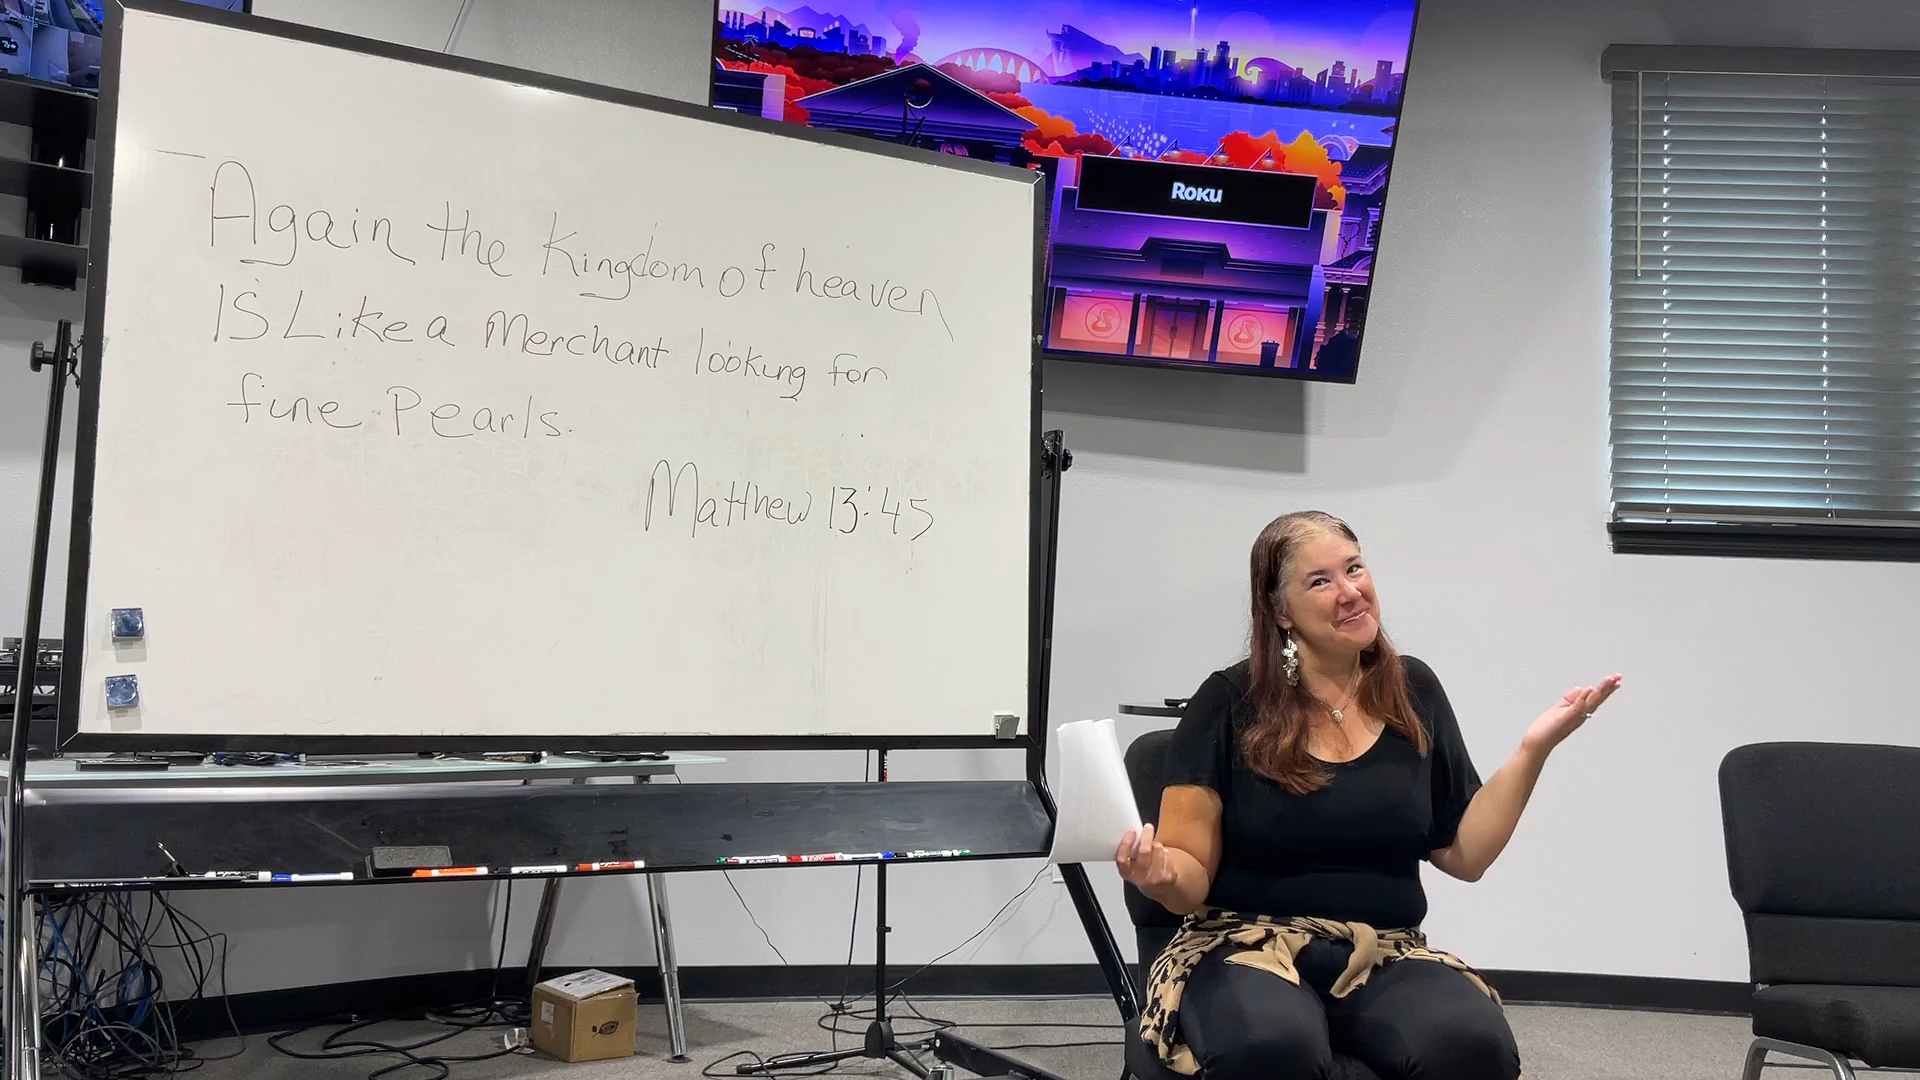 Again the Kingdom of heaven
IS Like a Merchant looking for
fine Pearls.
Matthew 13:45
Roku